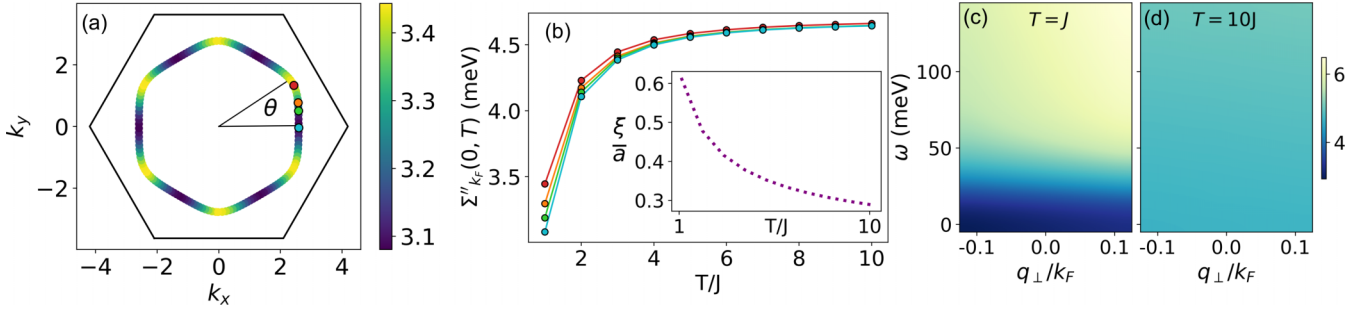 (a)
k_y
2
0
−2
−4
−2
0
2
4
k_x
θ
3.4
3.3
3.2
3.1
(b)
Σ''_{k_F}(0, T) (meV)
4.5
4.0
3.5
2
4
6
8
10
T/J
ξ
a
0.6
0.5
0.4
0.3
1
T/J
10
(c)
T = J
(d)
T = 10J
ω (meV)
100
50
0
-0.1
0.0
0.1
q_⊥/k_F
-0.1
0.0
0.1
q_⊥/k_F
6
4